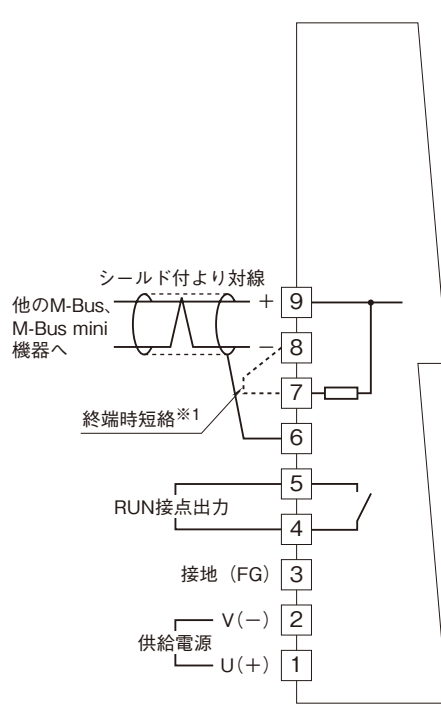 シールド付より対線
他のM-Bus、
M-Bus mini
機器へ
+ 9
− 8
7
終端時短絡※1
6
5
RUN接点出力
4
接地（FG） 3
V(−) 2
供給電源
U(+) 1